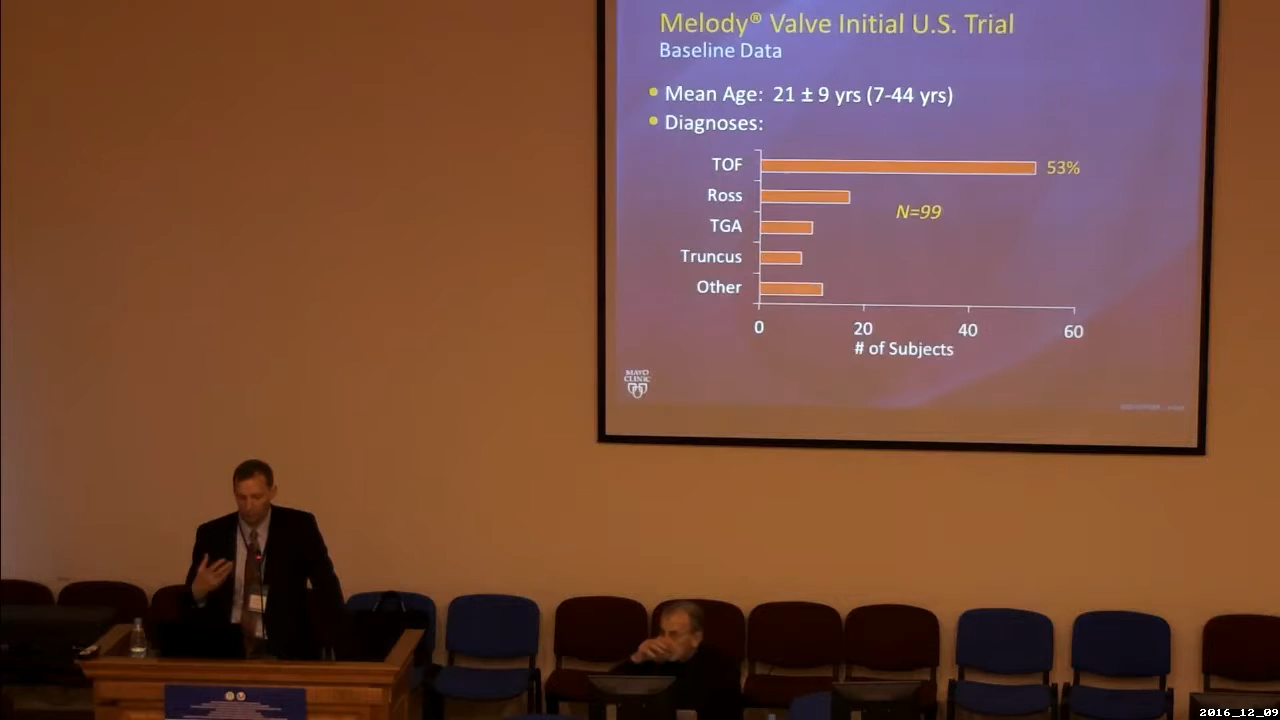 Melody® Valve Initial U.S. Trial
Baseline Data
• Mean Age: 21 ± 9 yrs (7-44 yrs)
• Diagnoses:
TOF
53%
Ross
N=99
TGA
Truncus
Other
0 20 40 60
# of Subjects
MAYO
CLINIC
2016_12_09